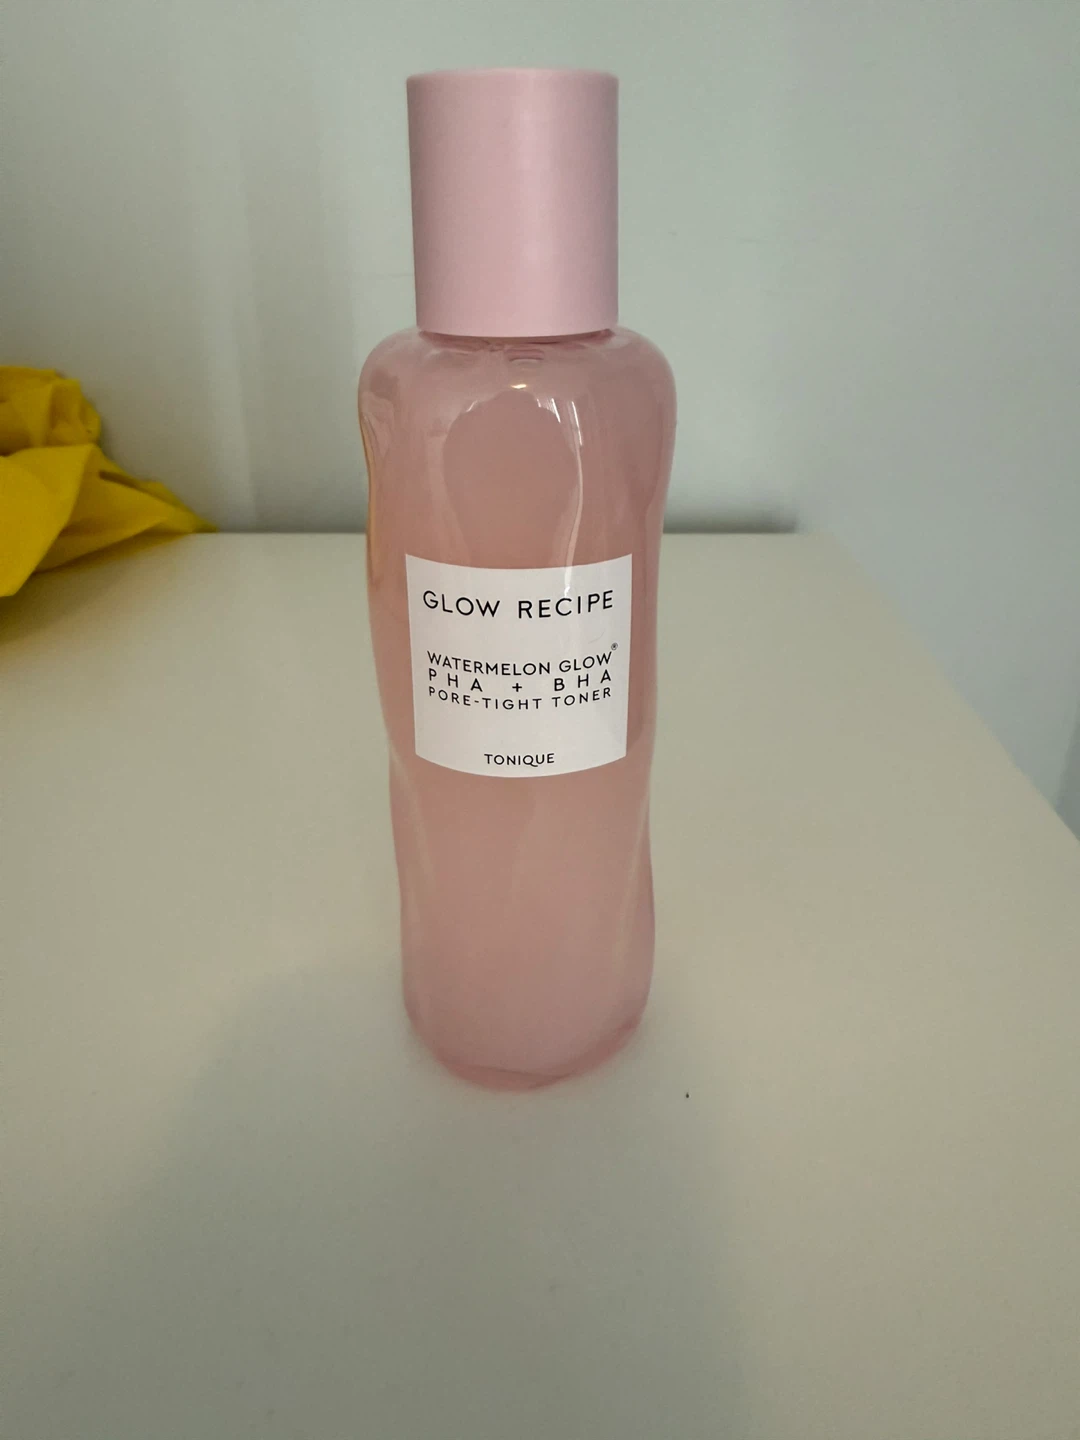 GLOW RECIPE
WATERMELON GLOW®
PHA + BHA
PORE-TIGHT TONER
TONIQUE